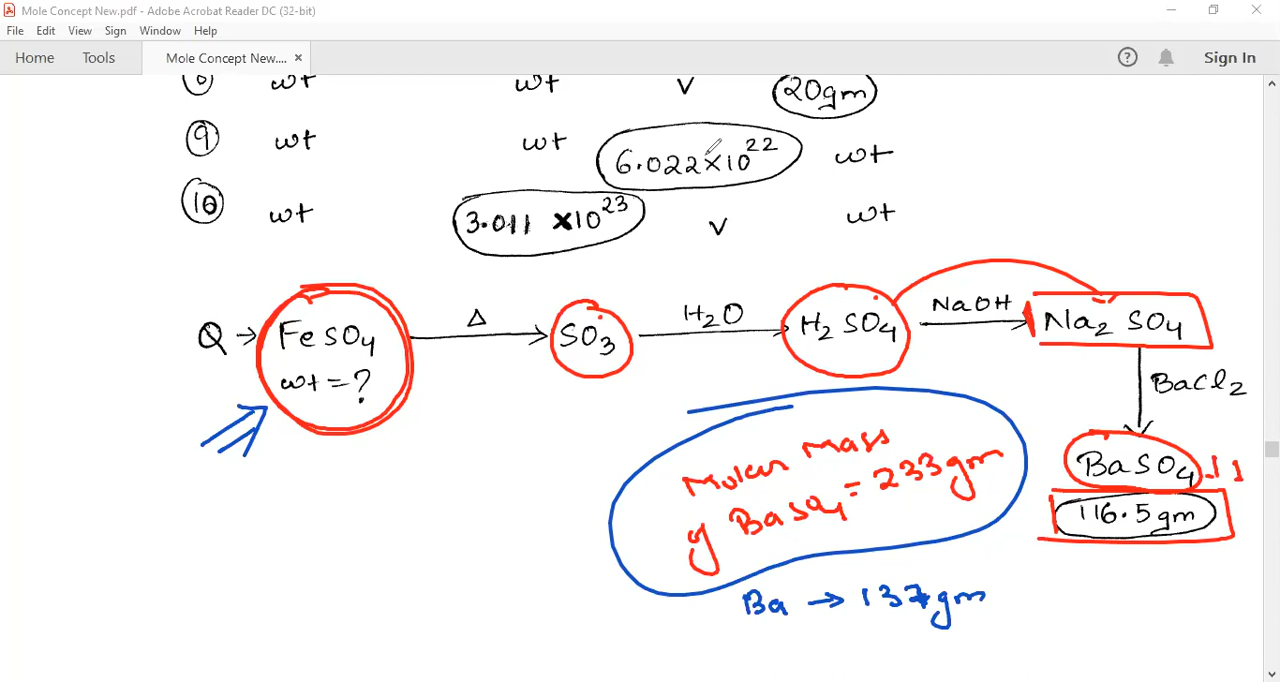 Mole Concept New.pdf - Adobe Acrobat Reader DC (32-bit)
File Edit View Sign Window Help
Home Tools Mole Concept New.... × Sign In
wt wt v 20gm
9 wt wt 6.022×10^22 wt
10 wt 3.011 ×10^23 v wt
Q → FeSO4 Δ SO3 H2O H2SO4 NaOH Na2SO4
wt = ?
BaCl2
BaSO4 ↓↓
116.5gm
Molar Mass
of BaSO4 = 233gm
Ba → 137gm